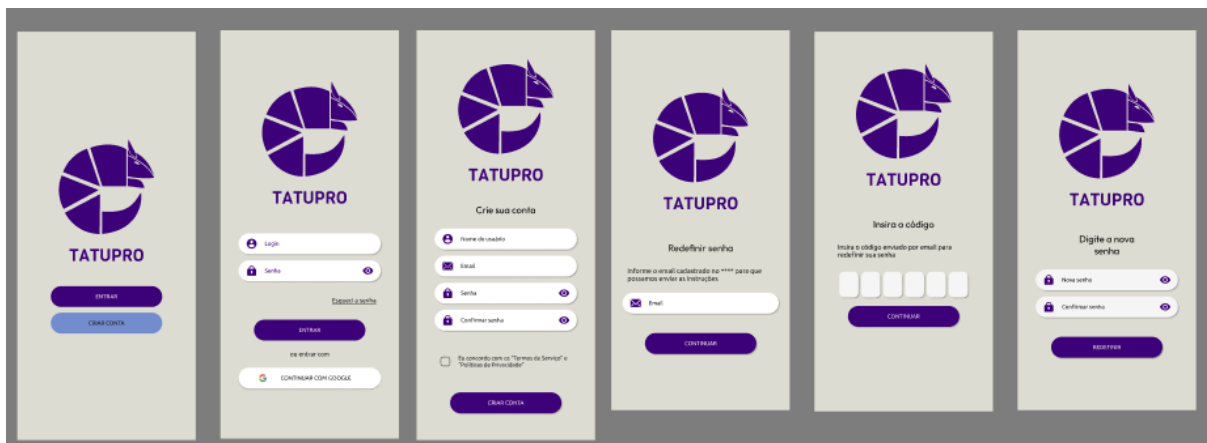 TATUPRO
ENTRAR
CRIAR CONTA
TATUPRO
Login
Senha
Esqueci a senha
ENTRAR
ou entrar com
CONTINUAR COM GOOGLE
TATUPRO
Crie sua conta
Nome de usuário
Email
Senha
Confirmar senha
Eu concordo com os "Termos de Serviço" e
"Políticas de Privacidade"
CRIAR CONTA
TATUPRO
Redefinir senha
Informe o email cadastrado no **** para que
possamos enviar as instruções
Email
CONTINUAR
TATUPRO
Insira o código
Insira o código enviado por email para
redefinir sua senha
CONTINUAR
TATUPRO
Digite a nova
senha
Nova senha
Confirmar senha
REDEFINIR